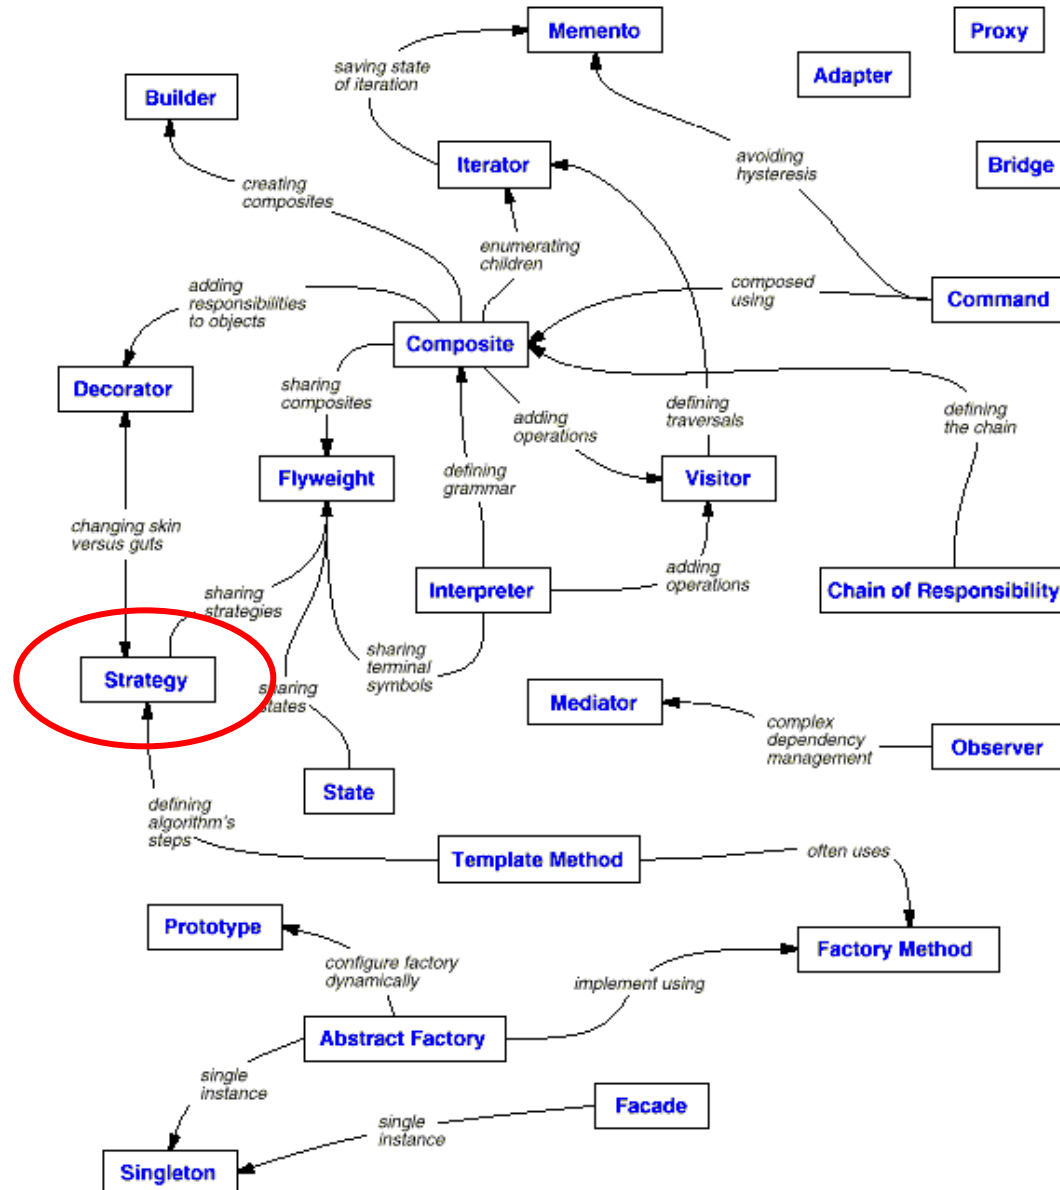 Memento
Proxy
saving state
of iteration
Adapter
Builder
avoiding
hysteresis
Iterator
Bridge
creating
composites
enumerating
children
adding
responsibilities
to objects
composed
using
Command
Composite
Decorator
sharing
composites
adding
operations
defining
traversals
defining
the chain
Flyweight
defining
grammar
Visitor
changing skin
versus guts
sharing
strategies
Interpreter
adding
operations
Chain of Responsibility
sharing
terminal
symbols
Strategy
sharing
states
Mediator
complex
dependency
management
Observer
State
defining
algorithm's
steps
Template Method
often uses
Prototype
Factory Method
configure factory
dynamically
implement using
Abstract Factory
single
instance
Facade
single
instance
Singleton